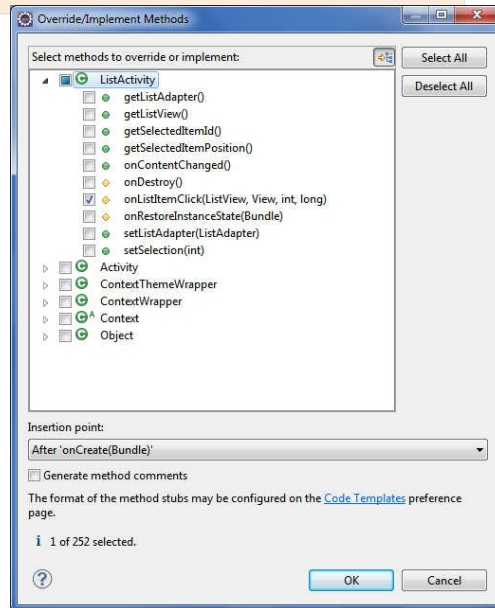 Override/Implement Methods
Select methods to override or implement:
Select All
Deselect All
ListActivity
getListAdapter()
getListView()
getSelectedItemId()
getSelectedItemPosition()
onContentChanged()
onDestroy()
onListItemClick(ListView, View, int, long)
onRestoreInstanceState(Bundle)
setListAdapter(ListAdapter)
setSelection(int)
Activity
ContextThemeWrapper
ContextWrapper
Context
Object
Insertion point:
After 'onCreate(Bundle)'
Generate method comments
The format of the method stubs may be configured on the Code Templates preference
page.
1 of 252 selected.
OK
Cancel